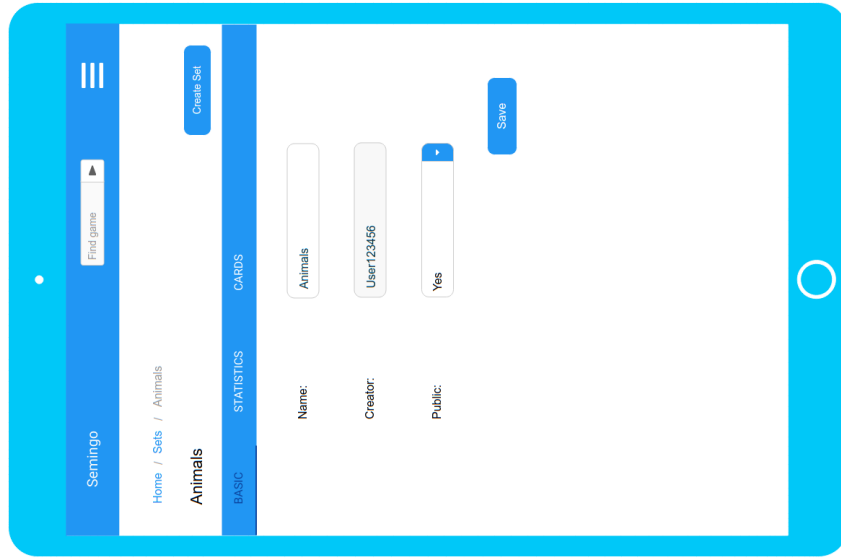 Semingo Find game
Home / Sets / Animals
Animals Create Set
BASIC STATISTICS CARDS
Name: Animals
Creator: User123456
Public: Yes
Save